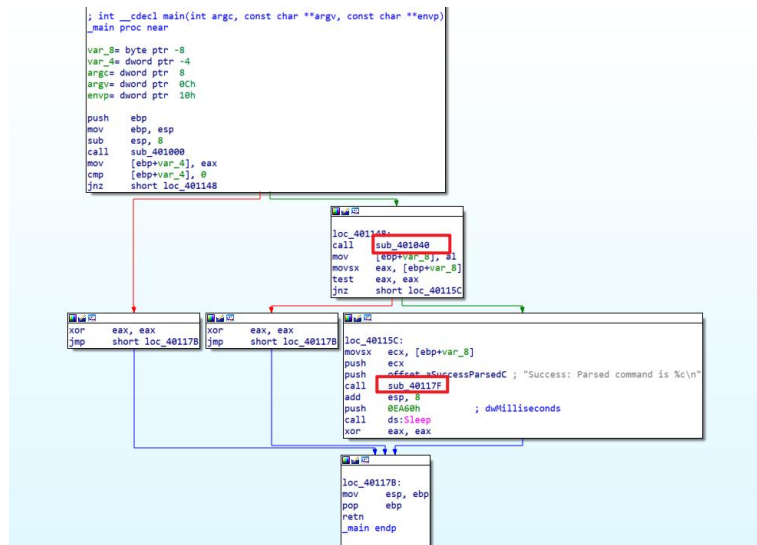 ; int __cdecl main(int argc, const char **argv, const char **envp)
_main proc near
var_8= byte ptr -8
var_4= dword ptr -4
argc= dword ptr  8
argv= dword ptr  0Ch
envp= dword ptr  10h
push    ebp
mov     ebp, esp
sub     esp, 8
call    sub_401000
mov     [ebp+var_4], eax
cmp     [ebp+var_4], 0
jnz     short loc_401148
loc_401148:
call    sub_401040
mov     [ebp+var_8], al
movsx   eax, [ebp+var_8]
test    eax, eax
jnz     short loc_40115C
xor     eax, eax
jmp     short loc_40117B
xor     eax, eax
jmp     short loc_40117B
loc_40115C:
movsx   ecx, [ebp+var_8]
push    ecx
push    offset aSuccessParsedC ; "Success: Parsed command is %c\n"
call    sub_40117F
add     esp, 8
push    0EA60h          ; dwMilliseconds
call    ds:Sleep
xor     eax, eax
loc_40117B:
mov     esp, ebp
pop     ebp
retn
_main endp